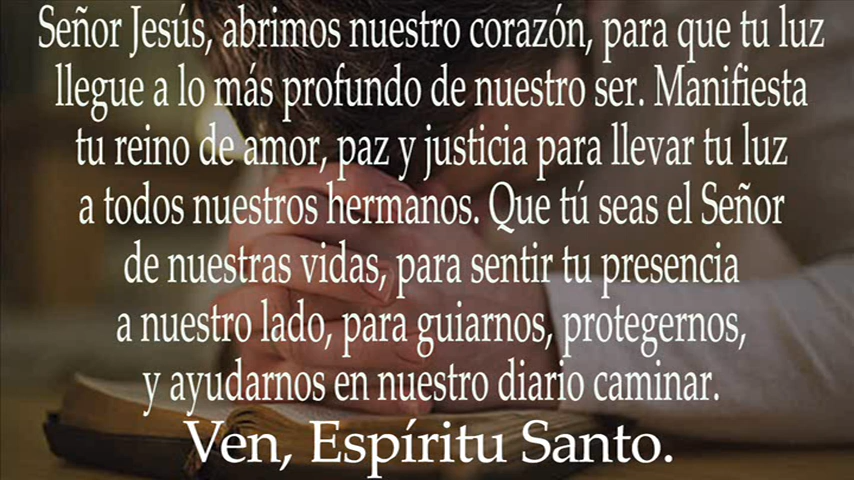 Señor Jesús, abrimos nuestro corazón, para que tu luz
llegue a lo más profundo de nuestro ser. Manifiesta
tu reino de amor, paz y justicia para llevar tu luz
a todos nuestros hermanos. Que tú seas el Señor
de nuestras vidas, para sentir tu presencia
a nuestro lado, para guiarnos, protegernos,
y ayudarnos en nuestro diario caminar.
Ven, Espíritu Santo.